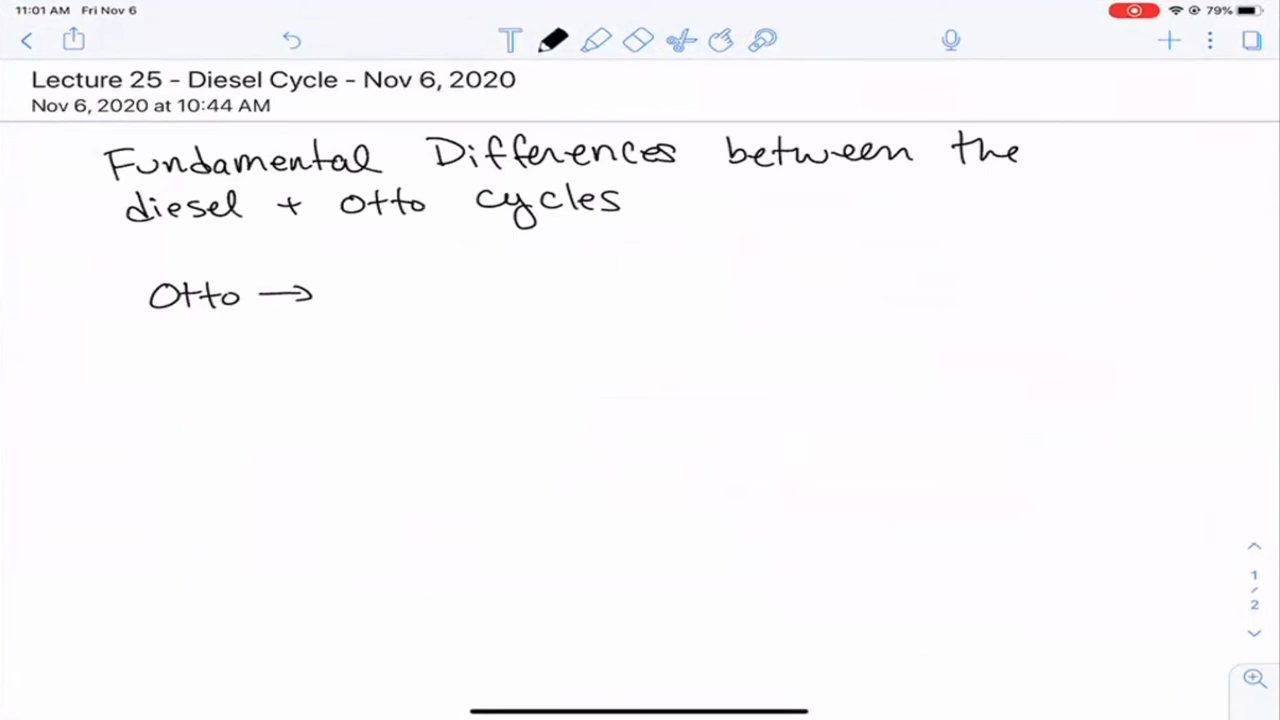 11:01 AM Fri Nov 6
79%
T
Lecture 25 - Diesel Cycle - Nov 6, 2020
Nov 6, 2020 at 10:44 AM
Fundamental Differences between the
diesel + Otto cycles
Otto →
1
/
2